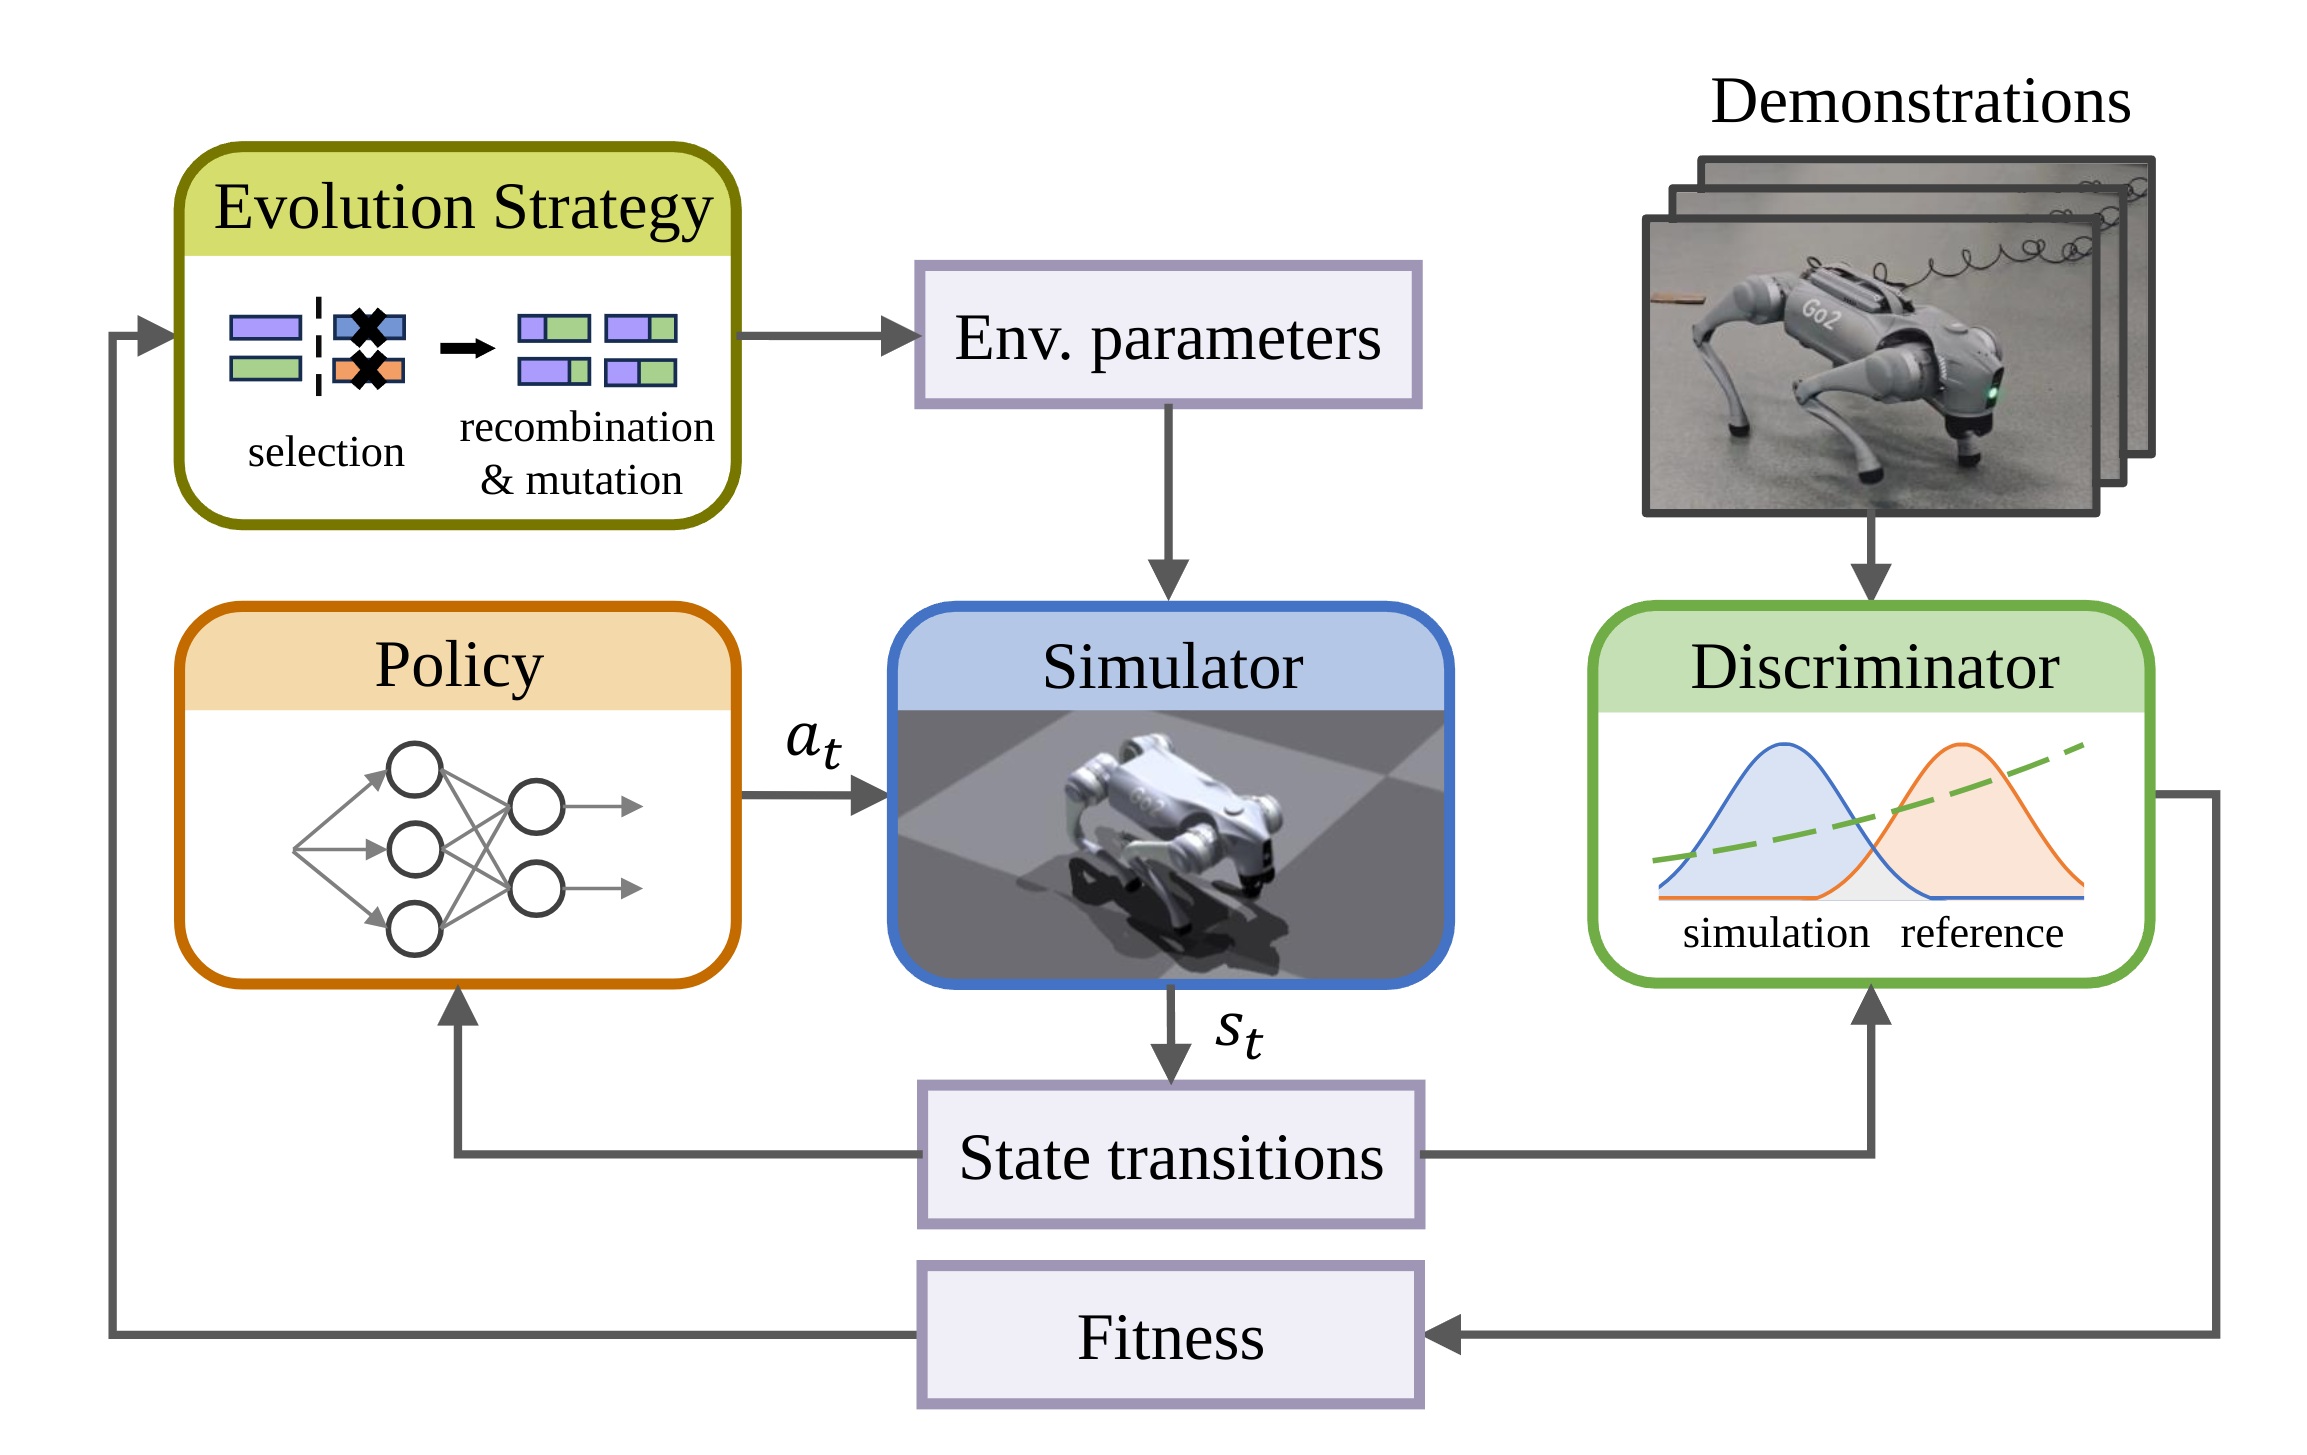 Demonstrations
Evolution Strategy
selection
recombination
& mutation
Env. parameters
Go2
Policy
a_t
Simulator
Go2
Discriminator
simulation reference
s_t
State transitions
Fitness